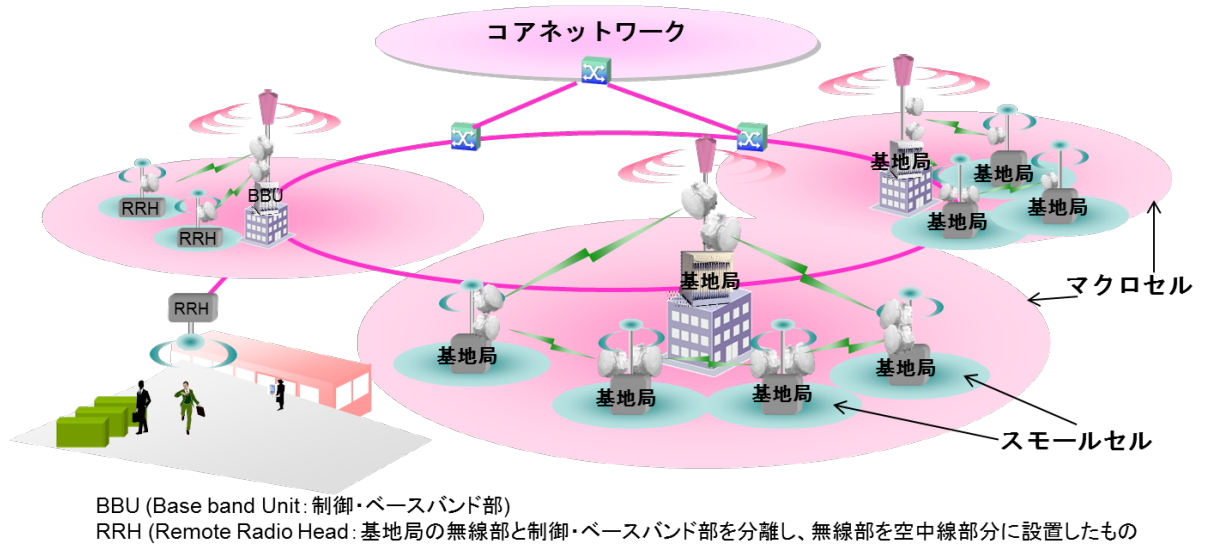 コアネットワーク
基地局
基地局
基地局
基地局
BBU
RRH
RRH
基地局
マクロセル
RRH
基地局
基地局
基地局
基地局
スモールセル
BBU (Base band Unit:制御・ベースバンド部)
RRH (Remote Radio Head:基地局の無線部と制御・ベースバンド部を分離し、無線部を空中線部分に設置したもの